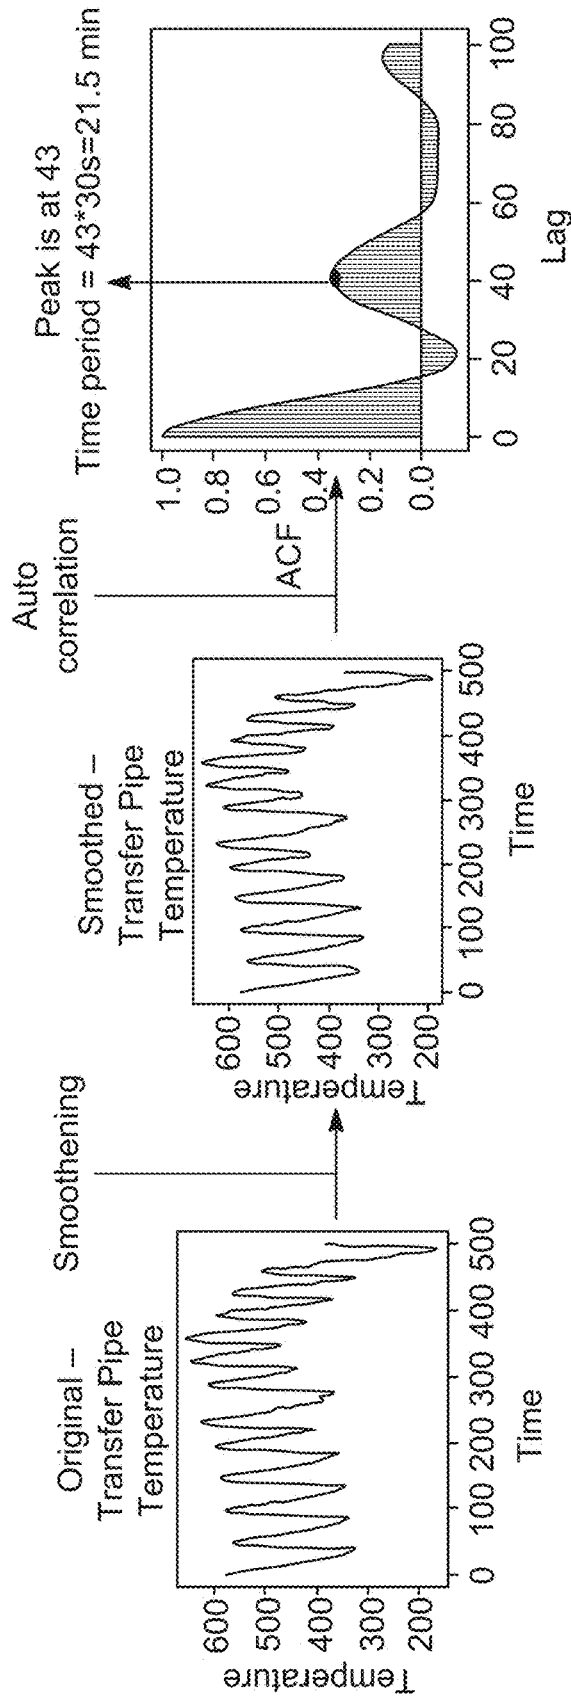 Original –
Transfer Pipe
Temperature
Temperature
600
500
400
300
200
0 100 200 300 400 500
Time
Smoothening
Smoothed –
Transfer Pipe
Temperature
Temperature
600
500
400
300
200
0 100 200 300 400 500
Time
Auto
correlation
Peak is at 43
Time period = 43*30s=21.5 min
ACF
1.0
0.8
0.6
0.4
0.2
0.0
0 20 40 60 80 100
Lag